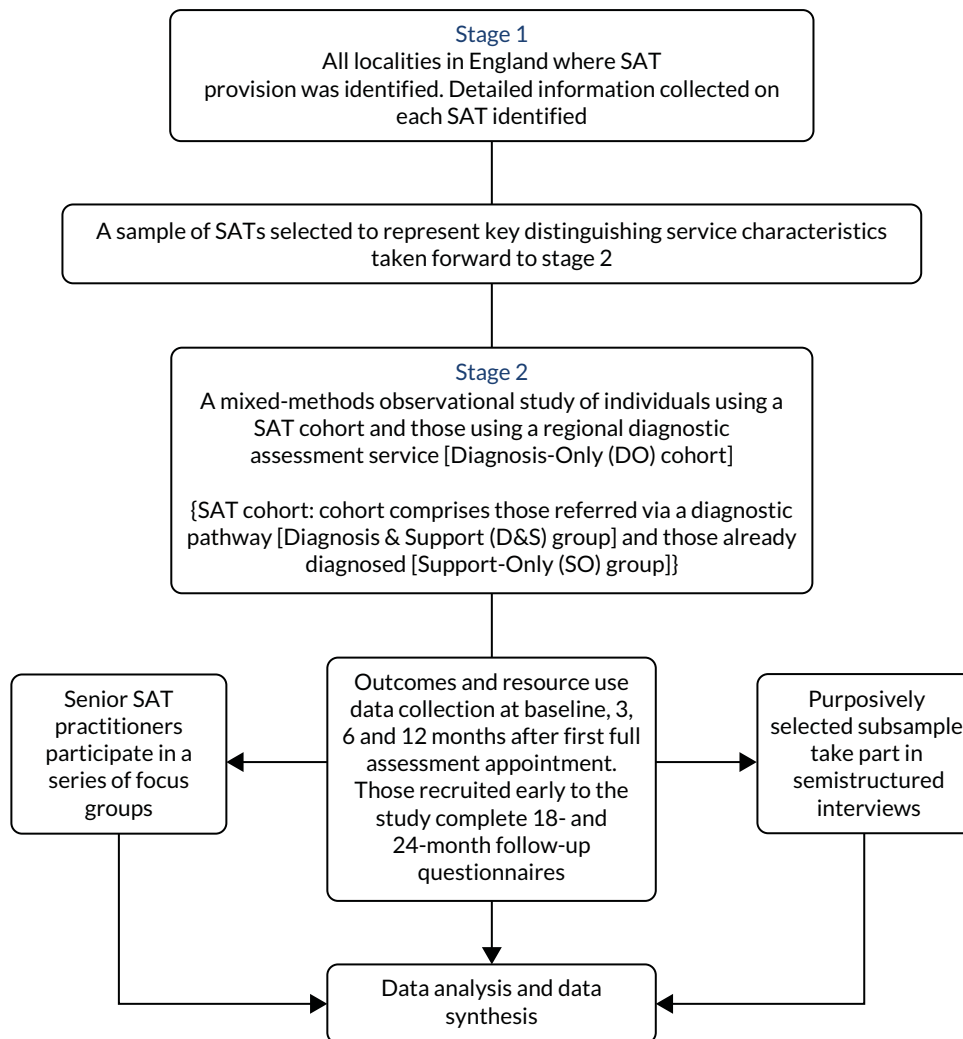 Stage 1
All localities in England where SAT
provision was identified. Detailed information collected on
each SAT identified
A sample of SATs selected to represent key distinguishing service characteristics
taken forward to stage 2
Stage 2
A mixed-methods observational study of individuals using a
SAT cohort and those using a regional diagnostic
assessment service [Diagnosis-Only (DO) cohort]
{SAT cohort: cohort comprises those referred via a diagnostic
pathway [Diagnosis & Support (D&S) group] and those already
diagnosed [Support-Only (SO) group]}
Senior SAT
practitioners
participate in a
series of focus
groups
Outcomes and resource use
data collection at baseline, 3,
6 and 12 months after first full
assessment appointment.
Those recruited early to the
study complete 18- and
24-month follow-up
questionnaires
Purposively
selected subsample
take part in
semistructured
interviews
Data analysis and data
synthesis